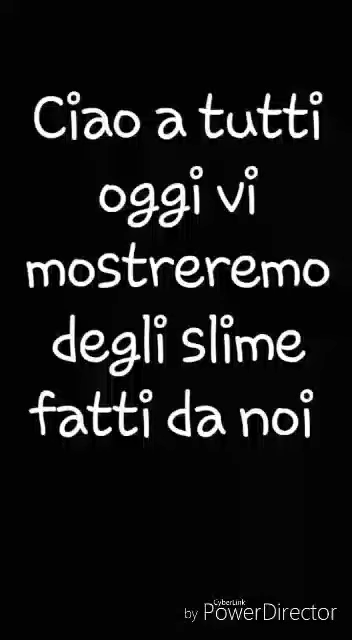 Ciao a tutti
oggi vi
mostreremo
degli slime
fatti da noi
CyberLink
by PowerDirector